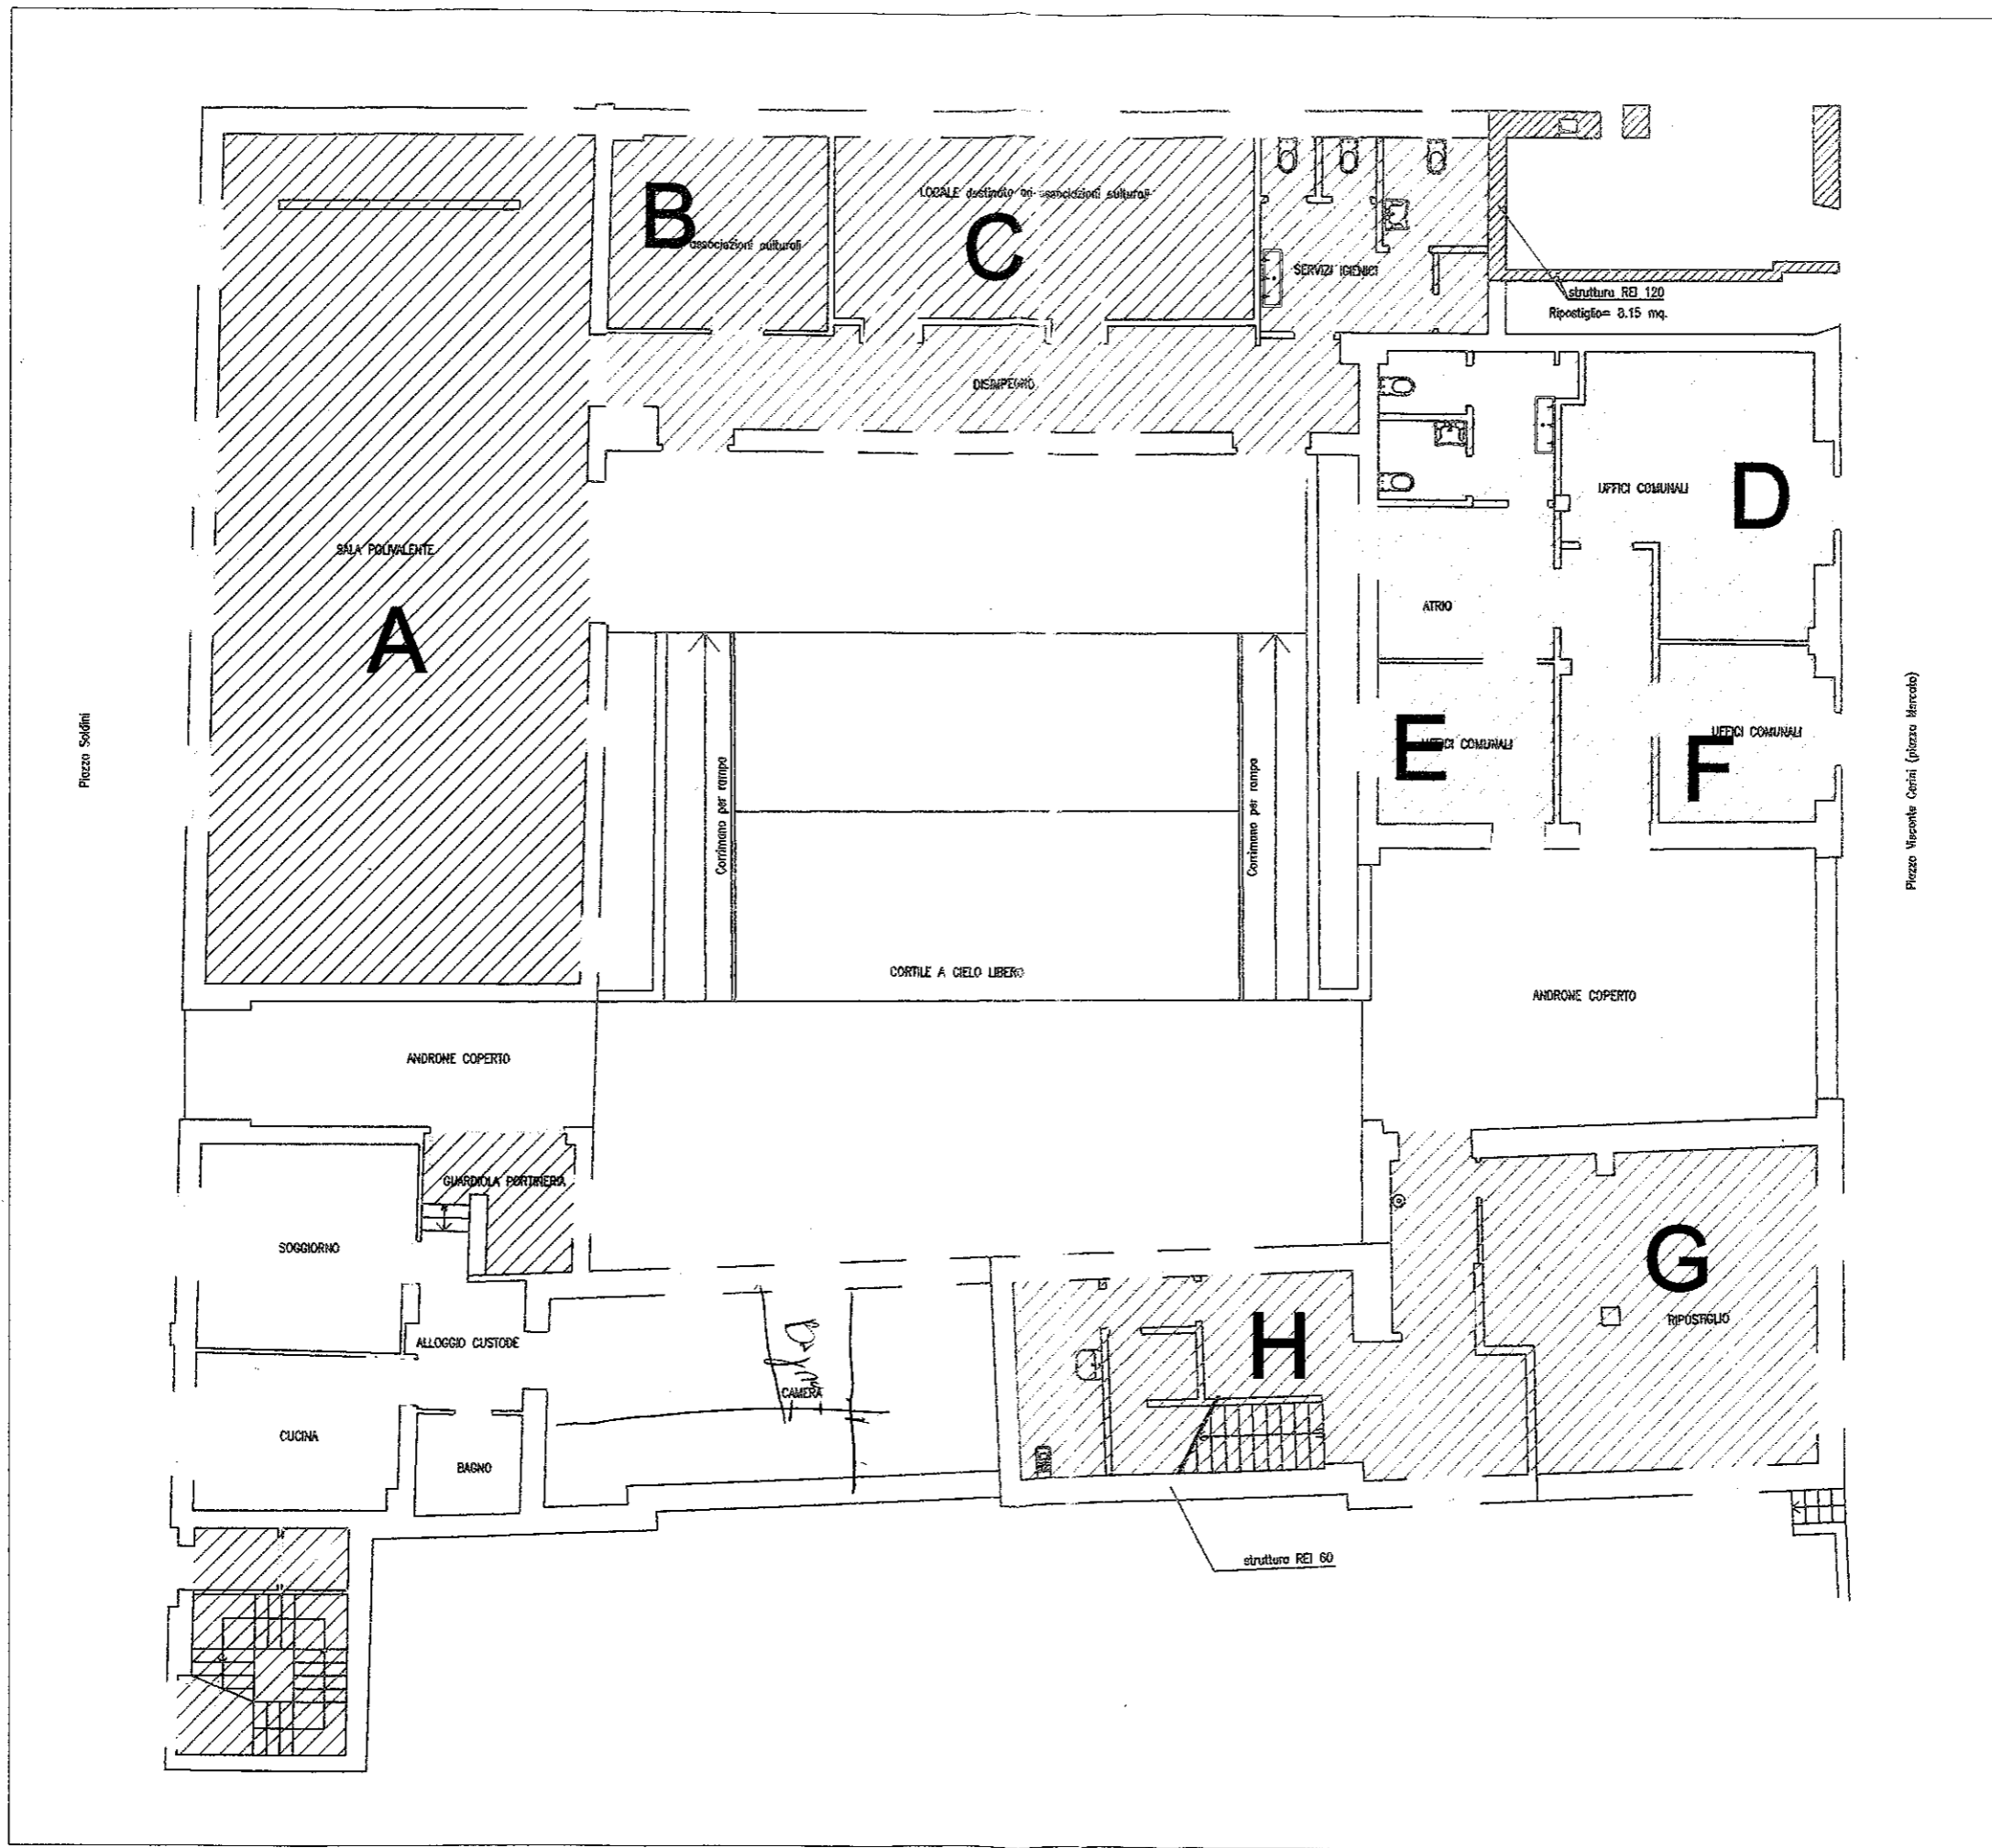 B
LOCALE destinato ad associazioni culturali
C
associazioni culturali
SERVIZI IGIENICI
struttura REI 120
Ripostiglio= 8.15 mq.
DISIMPEGNO
UFFICI COMUNALI
D
SALA POLIVALENTE
A
ATRIO
Piazza Soldini
E
UFFICI COMUNALI
UFFICI COMUNALI
F
Piazza Visconte Cerini (piazza Mercato)
Corrimano per rampa
Corrimano per rampa
CORTILE A CIELO LIBERO
ANDRONE COPERTO
ANDRONE COPERTO
GUARDIOLA PORTINERIA
SOGGIORNO
G
RIPOSTIGLIO
H
ALLOGGIO CUSTODE
CAMERA
CUCINA
BAGNO
struttura REI 60